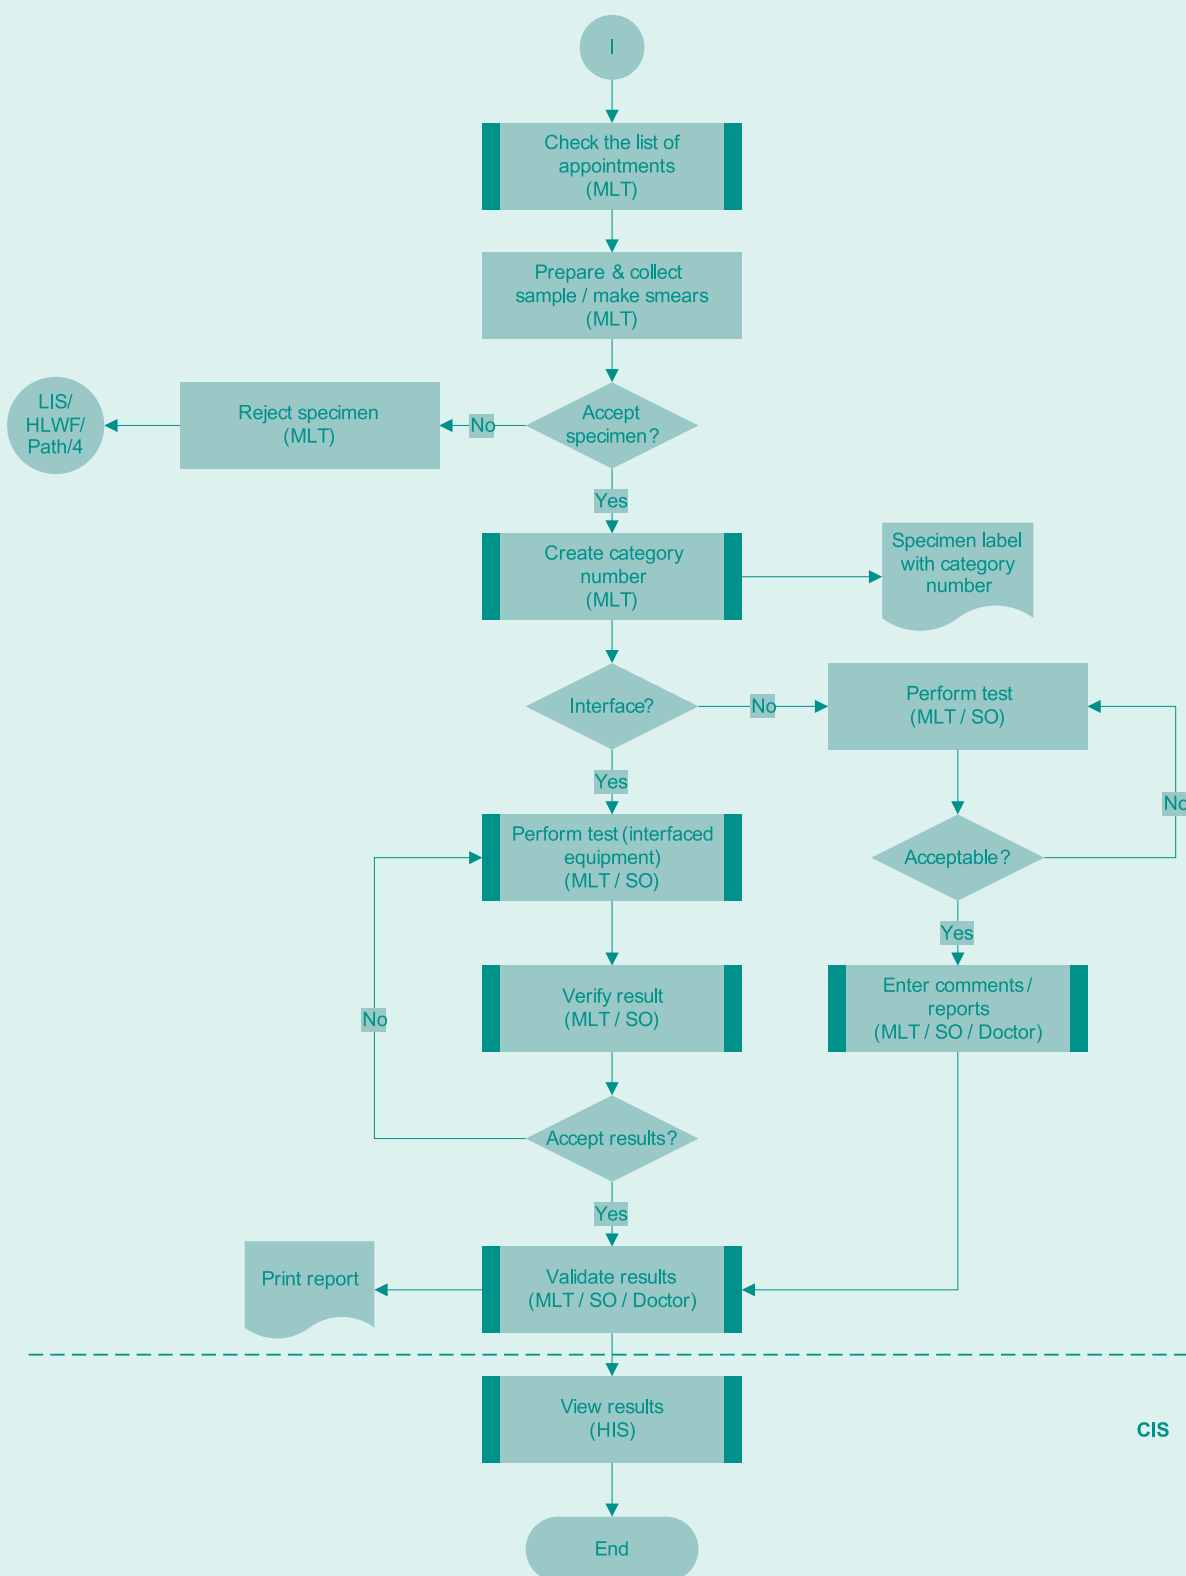 I
Check the list of
appointments
(MLT)
Prepare & collect
sample / make smears
(MLT)
LIS/
HLWF/
Path/4
Reject specimen
(MLT)
No
Accept
specimen?
Yes
Create category
number
(MLT)
Specimen label
with category
number
Interface?
No
Perform test
(MLT / SO)
Yes
No
Perform test (interfaced
equipment)
(MLT / SO)
Acceptable?
Yes
Verify result
(MLT / SO)
Enter comments /
reports
(MLT / SO / Doctor)
No
Accept results?
Yes
Print report
Validate results
(MLT / SO / Doctor)
View results
(HIS)
CIS
End